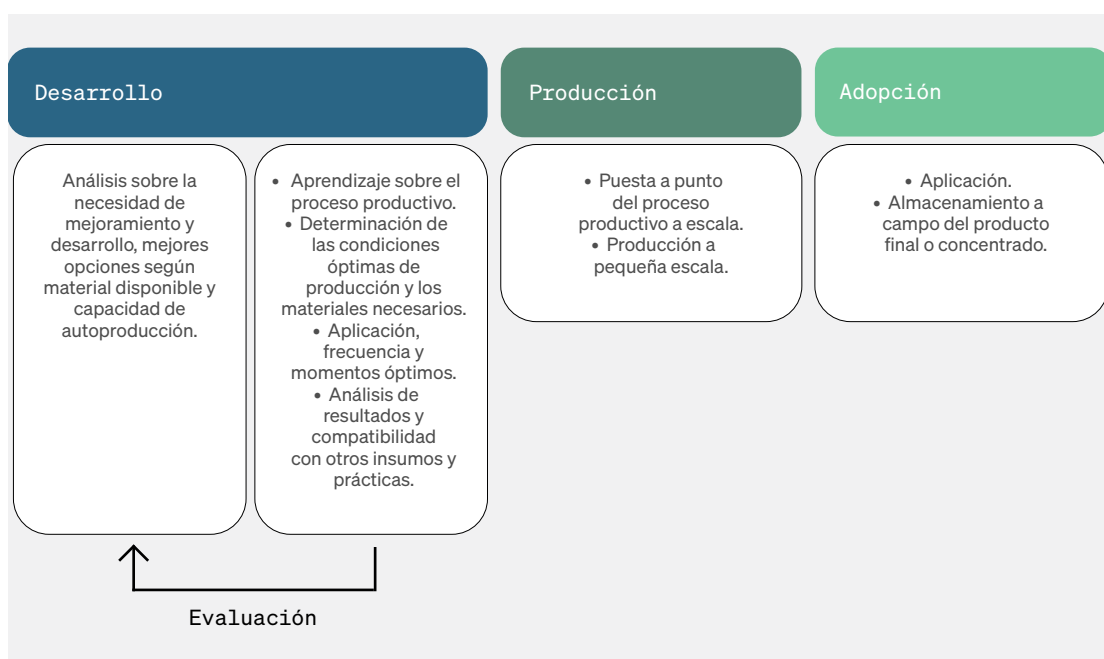 Desarrollo
Análisis sobre la
necesidad de
mejoramiento y
desarrollo, mejores
opciones según
material disponible y
capacidad de
autoproducción.
• Aprendizaje sobre el
proceso productivo.
• Determinación de
las condiciones
óptimas de
producción y los
materiales necesarios.
• Aplicación,
frecuencia y
momentos óptimos.
• Análisis de
resultados y
compatibilidad
con otros insumos y
prácticas.
Evaluación
Producción
• Puesta a punto
del proceso
productivo a escala.
• Producción a
pequeña escala.
Adopción
• Aplicación.
• Almacenamiento a
campo del producto
final o concentrado.